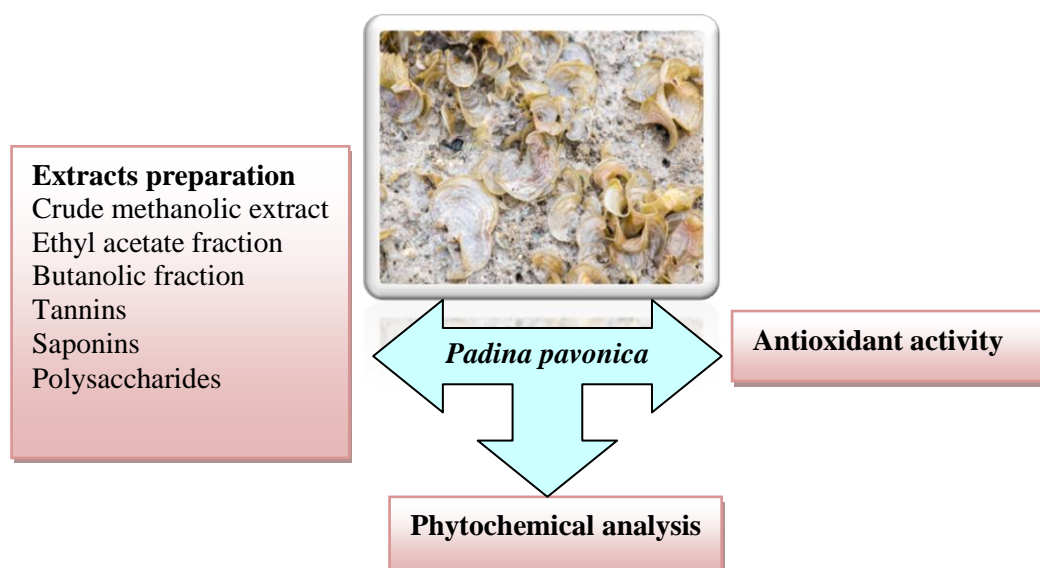 Extracts preparation
Crude methanolic extract
Ethyl acetate fraction
Butanolic fraction
Tannins
Saponins
Polysaccharides
Padina pavonica
Antioxidant activity
Phytochemical analysis